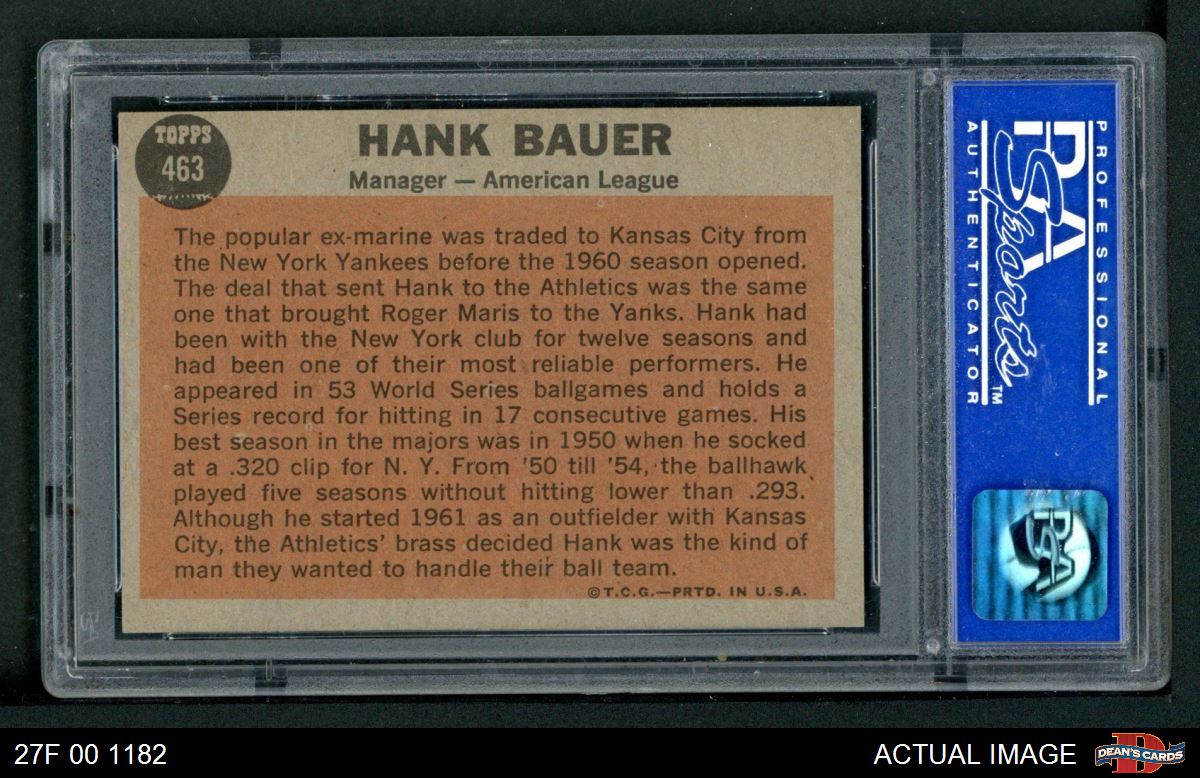 TOPPS
463
HANK BAUER
Manager — American League
The popular ex-marine was traded to Kansas City from
the New York Yankees before the 1960 season opened.
The deal that sent Hank to the Athletics was the same
one that brought Roger Maris to the Yanks. Hank had
been with the New York club for twelve seasons and
had been one of their most reliable performers. He
appeared in 53 World Series ballgames and holds a
Series record for hitting in 17 consecutive games. His
best season in the majors was in 1950 when he socked
at a .320 clip for N. Y. From '50 till '54, the ballhawk
played five seasons without hitting lower than .293.
Although he started 1961 as an outfielder with Kansas
City, the Athletics' brass decided Hank was the kind of
man they wanted to handle their ball team.
©T.C.G.—PRTD. IN U.S.A.
PROFESSIONAL
PSA
Sports™
AUTHENTICATOR
PSA
27F 00 1182
ACTUAL IMAGE
DEAN'S CARDS